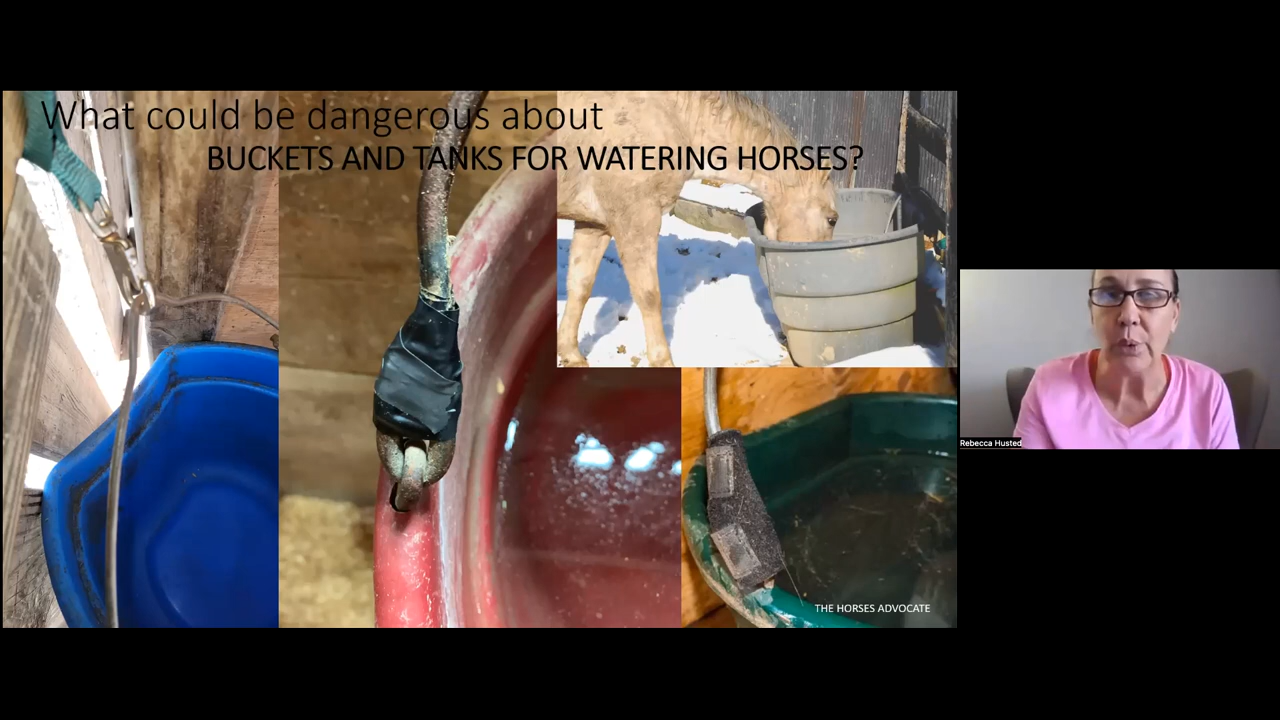 What could be dangerous about
BUCKETS AND TANKS FOR WATERING HORSES?
THE HORSES ADVOCATE
Rebecca Husted